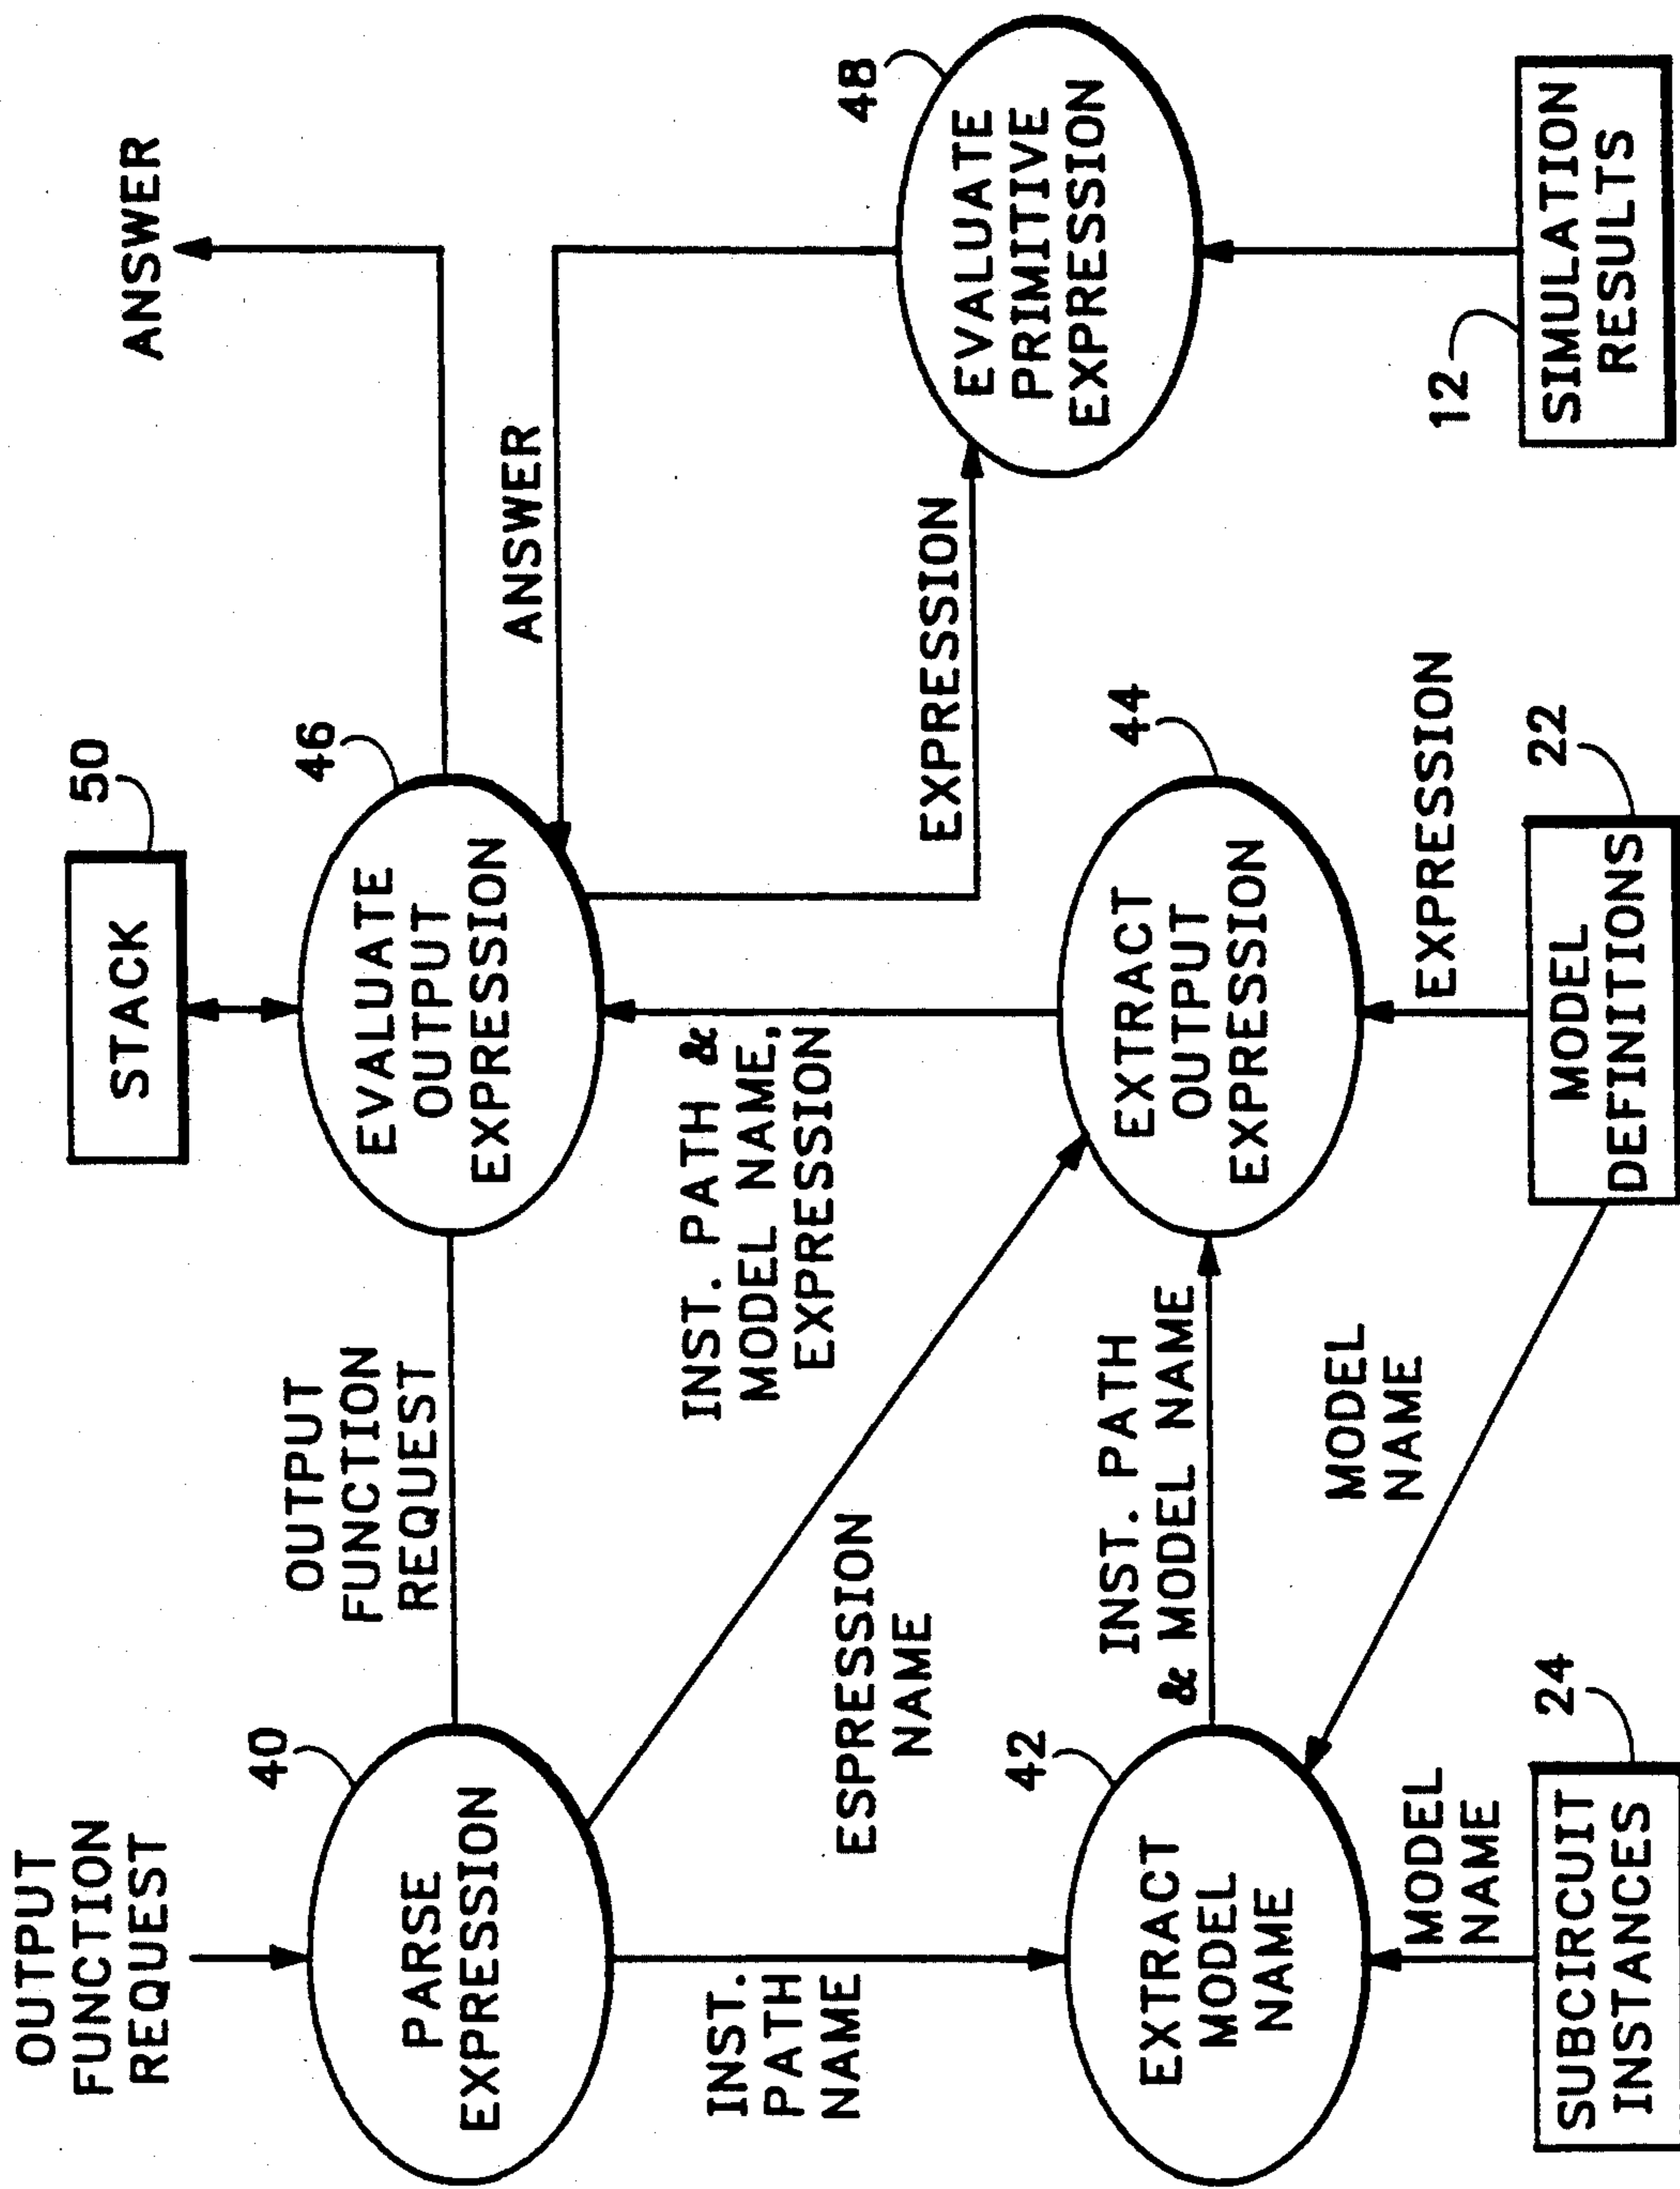 OUTPUT
FUNCTION
REQUEST
40
PARSE
EXPRESSION
OUTPUT
FUNCTION
REQUEST
STACK
50
46
EVALUATE
OUTPUT
EXPRESSION
ANSWER
ANSWER
INST.
PATH
NAME
ESPRESSION
NAME
INST. PATH &
MODEL NAME,
EXPRESSION
EXPRESSION
48
EVALUATE
PRIMITIVE
EXPRESSION
42
EXTRACT
MODEL
NAME
INST. PATH
& MODEL NAME
44
EXTRACT
OUTPUT
EXPRESSION
MODEL
NAME
MODEL
NAME
EXPRESSION
12
SIMULATION
RESULTS
24
SUBCIRCUIT
INSTANCES
22
MODEL
DEFINITIONS